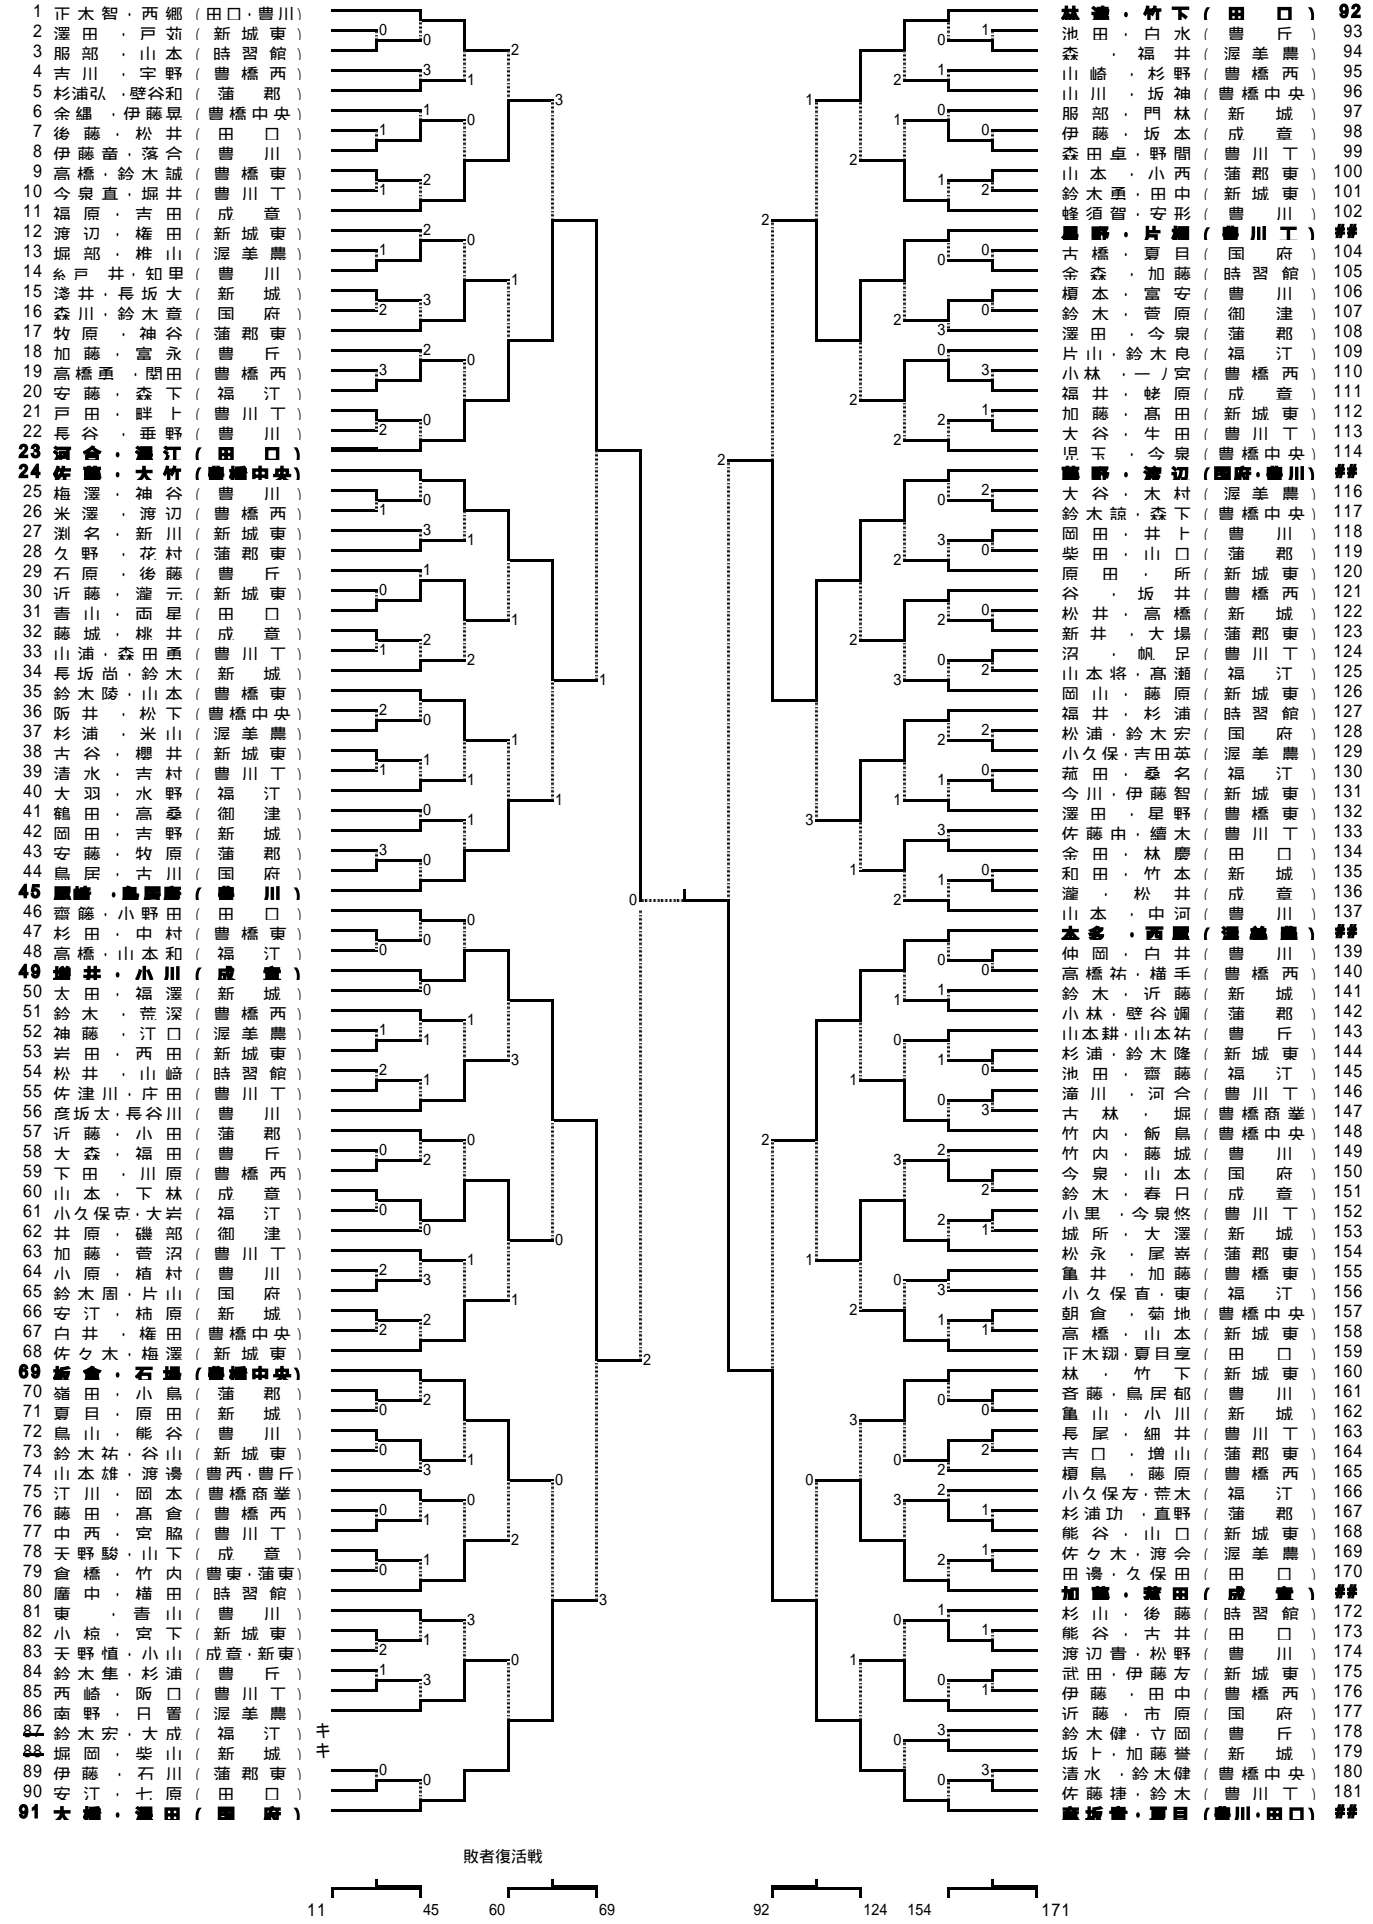 1 正木智・西郷(田口・豊川)
2 澤田・戸苅(新城東)
3 服部・山本(時習館)
4 吉川・宇野(豊橋西)
5 杉浦弘・壁谷和(蒲郡)
6 金縄・伊藤晃(豊橋中央)
7 後藤・松井(田口)
8 伊藤竜・落合(豊川)
9 高橋・鈴木誠(豊橋東)
10 今泉直・堀井(豊川工)
11 福原・吉田(成章)
12 渡辺・権田(新城東)
13 堀部・椎山(渥美農)
14 糸戸井・知里(豊川)
15 淺井・長坂大(新城)
16 森川・鈴木章(国府)
17 牧原・神谷(蒲郡東)
18 加藤・富永(豊丘)
19 高橋勇・関田(豊橋西)
20 安藤・森下(福江)
21 戸田・畔上(豊川工)
22 長谷・垂野(豊川)
23 河合・深江(田口)
24 佐藤・大竹(豊橋中央)
25 梅澤・神谷(豊川)
26 米澤・渡辺(豊橋西)
27 渕名・新川(新城東)
28 久野・花村(蒲郡東)
29 石原・後藤(豊丘)
30 近藤・瀧元(新城東)
31 青山・両星(田口)
32 藤城・桃井(成章)
33 山浦・森田勇(豊川工)
34 長坂尚・鈴木(新城)
35 鈴木陵・山本(豊橋東)
36 阪井・松下(豊橋中央)
37 杉浦・米山(渥美農)
38 古谷・櫻井(新城東)
39 清水・吉村(豊川工)
40 大羽・水野(福江)
41 鶴田・高桑(御津)
42 岡田・吉野(新城)
43 安藤・牧原(蒲郡)
44 鳥居・古川(国府)
45 (豊川)
46 齋藤・小野田(田口)
47 杉田・中村(豊橋東)
48 高橋・山本和(福江)
49 増井・小川(成章)
50 太田・福澤(新城)
51 鈴木・荒深(豊橋西)
52 神藤・江口(渥美農)
53 岩田・西田(新城東)
54 松井・山﨑(時習館)
55 佐津川・庄田(豊川工)
56 彦坂太・長谷川(豊川)
57 近藤・小田(蒲郡)
58 大森・福田(豊丘)
59 下田・川原(豊橋西)
60 山本・下林(成章)
61 小久保克・大岩(福江)
62 井原・磯部(御津)
63 加藤・菅沼(豊川工)
64 小原・植村(豊川)
65 鈴木周・片山(国府)
66 安江・柿原(新城)
67 白井・権田(豊橋中央)
68 佐々木・梅澤(新城東)
69 板倉・石場(豊橋中央)
70 嶺田・小島(蒲郡)
71 夏目・原田(新城)
72 鳥山・熊谷(豊川)
73 鈴木祐・谷山(新城東)
74 山本雄・渡邊(豊西・豊丘)
75 江川・岡本(豊橋商業)
76 藤田・髙倉(豊橋西)
77 中西・宮脇(豊川工)
78 天野駿・山下(成章)
79 倉橋・竹内(豊東・蒲東)
80 廣中・横田(時習館)
81 東・青山(豊川)
82 小椋・宮下(新城東)
83 天野慎・小山(成章・新東)
84 鈴木隼・杉浦(豊丘)
85 西崎・阪口(豊川工)
86 南野・日置(渥美農)
87 鈴木宏・大成(福江) キ
88 堀岡・柴山(新城) キ
89 伊藤・石川(蒲郡東)
90 安江・七原(田口)
91 大橋・澤田(国府)
林達・竹下(田口) 92
池田・白水(豊丘) 93
森・福井(渥美農) 94
山崎・杉野(豊橋西) 95
山川・坂神(豊橋中央) 96
服部・門林(新城) 97
伊藤・坂本(成章) 98
森田卓・野間(豊川工) 99
山本・小西(蒲郡東) 100
鈴木勇・田中(新城東) 101
蜂須賀・安形(豊川) 102
星野・片桐(豊川工) ##
古橋・夏目(国府) 104
金森・加藤(時習館) 105
榎本・富安(豊川) 106
鈴木・菅原(御津) 107
澤田・今泉(蒲郡) 108
片山・鈴木良(福江) 109
小林・一ノ宮(豊橋西) 110
福井・蛯原(成章) 111
加藤・髙田(新城東) 112
大谷・生田(豊川工) 113
児玉・今泉(豊橋中央) 114
藤野・渡辺(国府・豊川) ##
大谷・木村(渥美農) 116
鈴木諒・森下(豊橋中央) 117
岡田・井上(豊川) 118
柴田・山口(蒲郡) 119
原田・所(新城東) 120
谷・坂井(豊橋西) 121
松井・高橋(新城) 122
新井・大場(蒲郡東) 123
沼・帆足(豊川工) 124
山本将・髙瀬(福江) 125
岡山・藤原(新城東) 126
福井・杉浦(時習館) 127
松浦・鈴木宏(国府) 128
小久保・吉田英(渥美農) 129
菰田・桑名(福江) 130
今川・伊藤智(新城東) 131
澤田・星野(豊橋東) 132
佐藤由・續木(豊川工) 133
金田・林慶(田口) 134
和田・竹本(新城) 135
瀧・松井(成章) 136
山本・中河(豊川) 137
本多・西原(渥美農) ##
仲岡・白井(豊川) 139
高橋祐・横手(豊橋西) 140
鈴木・近藤(新城) 141
小林・壁谷颯(蒲郡) 142
山本耕・山本祐(豊丘) 143
杉浦・鈴木隆(新城東) 144
池田・齋藤(福江) 145
滝川・河合(豊川工) 146
古林・堀(豊橋商業) 147
竹内・飯島(豊橋中央) 148
竹内・藤城(豊川) 149
今泉・山本(国府) 150
鈴木・春日(成章) 151
小黒・今泉悠(豊川工) 152
城所・大澤(新城) 153
松永・尾嵜(蒲郡東) 154
亀井・加藤(豊橋東) 155
小久保直・東(福江) 156
朝倉・菊地(豊橋中央) 157
高橋・山本(新城東) 158
正木翔・夏目享(田口) 159
林・竹下(新城東) 160
斉藤・鳥居郁(豊川) 161
亀山・小川(新城) 162
長尾・細井(豊川工) 163
吉口・増山(蒲郡東) 164
榎島・藤原(豊橋西) 165
小久保友・荒木(福江) 166
杉浦功・直野(蒲郡) 167
熊谷・山口(新城東) 168
佐々木・渡会(渥美農) 169
田邊・久保田(田口) 170
加藤・荒田(成章) ##
杉山・後藤(時習館) 172
熊谷・古井(田口) 173
渡辺貴・松野(豊川) 174
武田・伊藤友(新城東) 175
伊藤・田中(豊橋西) 176
近藤・市原(国府) 177
鈴木健・立岡(豊丘) 178
坂上・加藤誉(新城) 179
清水・鈴木健(豊橋中央) 180
佐藤捷・鈴木(豊川工) 181
彦坂貴・夏目(豊川・田口) ##
敗者復活戦
11 45 60 69 92 124 154 171